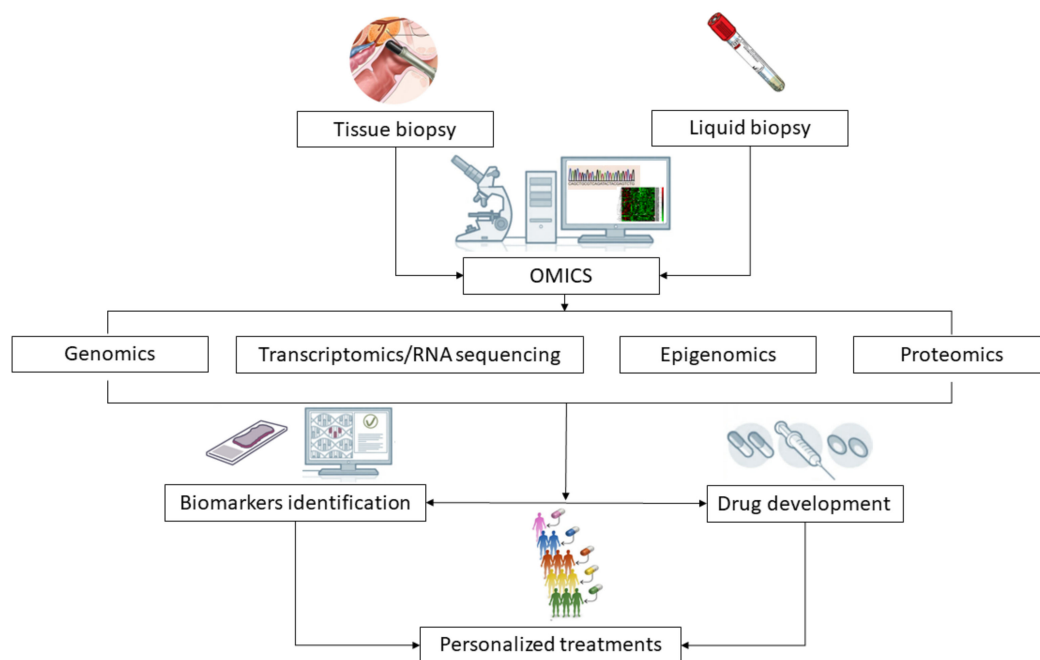 Tissue biopsy
Liquid biopsy
OMICS
Genomics
Transcriptomics/RNA sequencing
Epigenomics
Proteomics
Biomarkers identification
Drug development
Personalized treatments